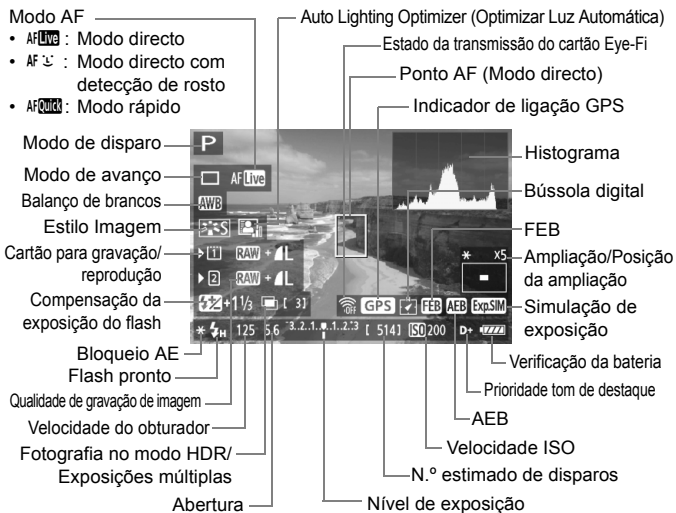 Modo AF
• AF Live : Modo directo
• AF : Modo directo com
detecção de rosto
• AF Quick : Modo rápido
Modo de disparo
Modo de avanço
Balanço de brancos
Estilo Imagem
Cartão para gravação/
reprodução
Compensação da
exposição do flash
Bloqueio AE
Flash pronto
Qualidade de gravação de imagem
Velocidade do obturador
Fotografia no modo HDR/
Exposições múltiplas
Abertura
Auto Lighting Optimizer (Optimizar Luz Automática)
Estado da transmissão do cartão Eye-Fi
Ponto AF (Modo directo)
Indicador de ligação GPS
Histograma
Bússola digital
FEB
Ampliação/Posição
da ampliação
Simulação de
exposição
Verificação da bateria
Prioridade tom de destaque
AEB
Velocidade ISO
N.º estimado de disparos
Nível de exposição
P
AF Live
AWB
S
1 RAW + L
2 RAW + L
+1 1/3 [ 3]
OFF GPS FEB AEB Exp.SIM
* x5
* H 125 5.6 3..2..1..0..1..2..3 [ 514] ISO 200 D+